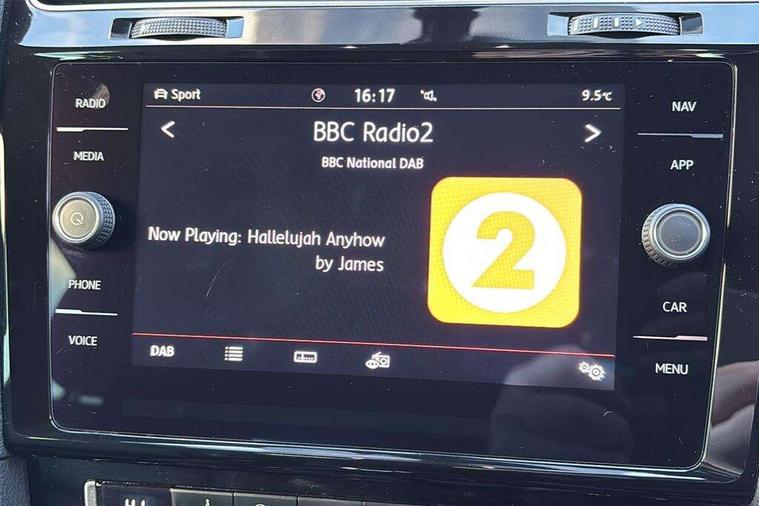 RADIO
MEDIA
PHONE
VOICE
Sport
16:17
9.5°C
BBC Radio2
BBC National DAB
Now Playing: Hallelujah Anyhow
by James
2
DAB
NAV
APP
CAR
MENU